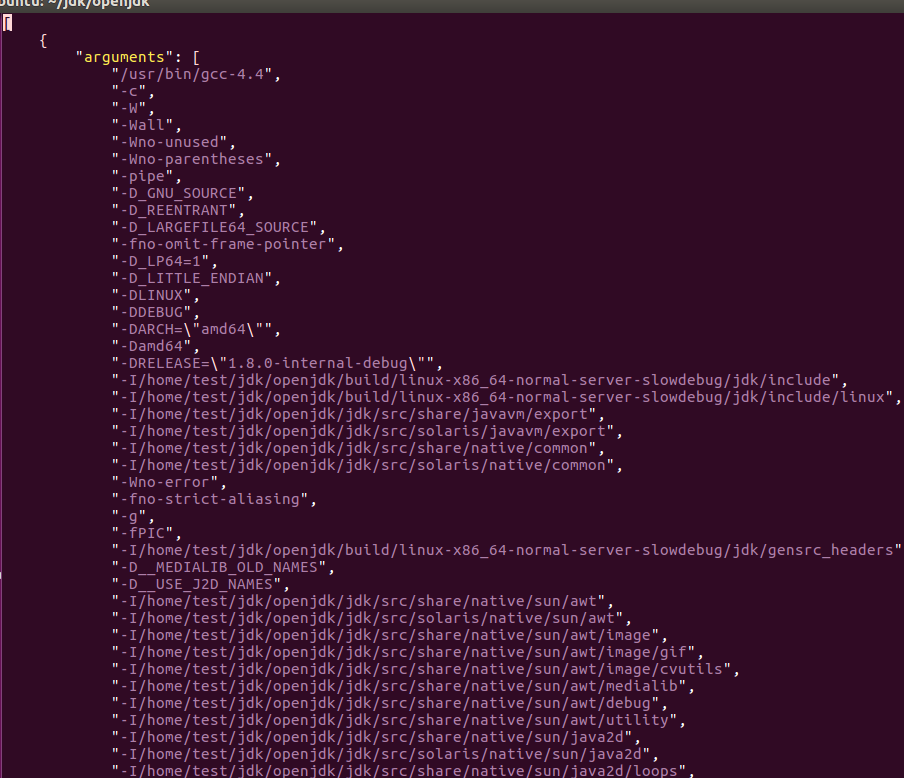 ubuntu: ~/jdk/openjdk
[
    {
        "arguments": [
            "/usr/bin/gcc-4.4",
            "-c",
            "-W",
            "-Wall",
            "-Wno-unused",
            "-Wno-parentheses",
            "-pipe",
            "-D_GNU_SOURCE",
            "-D_REENTRANT",
            "-D_LARGEFILE64_SOURCE",
            "-fno-omit-frame-pointer",
            "-D_LP64=1",
            "-D_LITTLE_ENDIAN",
            "-DLINUX",
            "-DDEBUG",
            "-DARCH=\"amd64\"",
            "-Damd64",
            "-DRELEASE=\"1.8.0-internal-debug\"",
            "-I/home/test/jdk/openjdk/build/linux-x86_64-normal-server-slowdebug/jdk/include",
            "-I/home/test/jdk/openjdk/build/linux-x86_64-normal-server-slowdebug/jdk/include/linux",
            "-I/home/test/jdk/openjdk/jdk/src/share/javavm/export",
            "-I/home/test/jdk/openjdk/jdk/src/solaris/javavm/export",
            "-I/home/test/jdk/openjdk/jdk/src/share/native/common",
            "-I/home/test/jdk/openjdk/jdk/src/solaris/native/common",
            "-Wno-error",
            "-fno-strict-aliasing",
            "-g",
            "-fPIC",
            "-I/home/test/jdk/openjdk/build/linux-x86_64-normal-server-slowdebug/jdk/gensrc_headers"
            "-D__MEDIALIB_OLD_NAMES",
            "-D__USE_J2D_NAMES",
            "-I/home/test/jdk/openjdk/jdk/src/share/native/sun/awt",
            "-I/home/test/jdk/openjdk/jdk/src/solaris/native/sun/awt",
            "-I/home/test/jdk/openjdk/jdk/src/share/native/sun/awt/image",
            "-I/home/test/jdk/openjdk/jdk/src/share/native/sun/awt/image/gif",
            "-I/home/test/jdk/openjdk/jdk/src/share/native/sun/awt/image/cvutils",
            "-I/home/test/jdk/openjdk/jdk/src/share/native/sun/awt/medialib",
            "-I/home/test/jdk/openjdk/jdk/src/share/native/sun/awt/debug",
            "-I/home/test/jdk/openjdk/jdk/src/share/native/sun/awt/utility",
            "-I/home/test/jdk/openjdk/jdk/src/share/native/sun/java2d",
            "-I/home/test/jdk/openjdk/jdk/src/solaris/native/sun/java2d",
            "-I/home/test/jdk/openjdk/jdk/src/share/native/sun/java2d/loops",